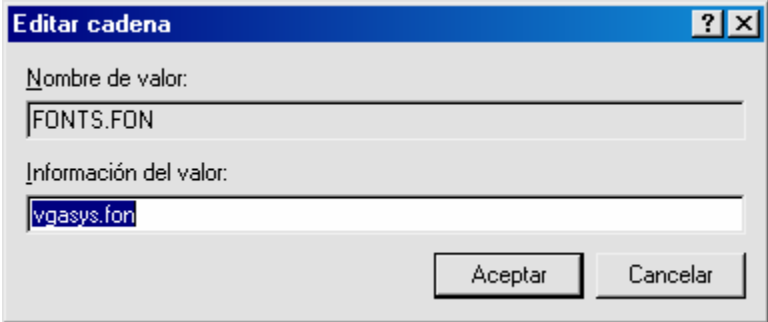 Editar cadena
Nombre de valor:
FONTS.FON
Información del valor:
vgasys.fon
Aceptar Cancelar